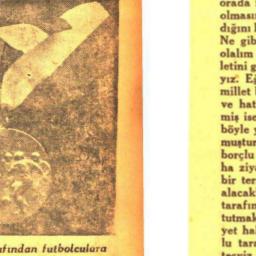 afından futbolculara
orada
olması
dığını
Ne gib
olalım
letini g
yız. Eğ
millet
ve hat
miş ise
böyle y
muştur
borçlu
ha ziy
bir ter
alacak
tarafın
tutmak
yet hal
lu tara